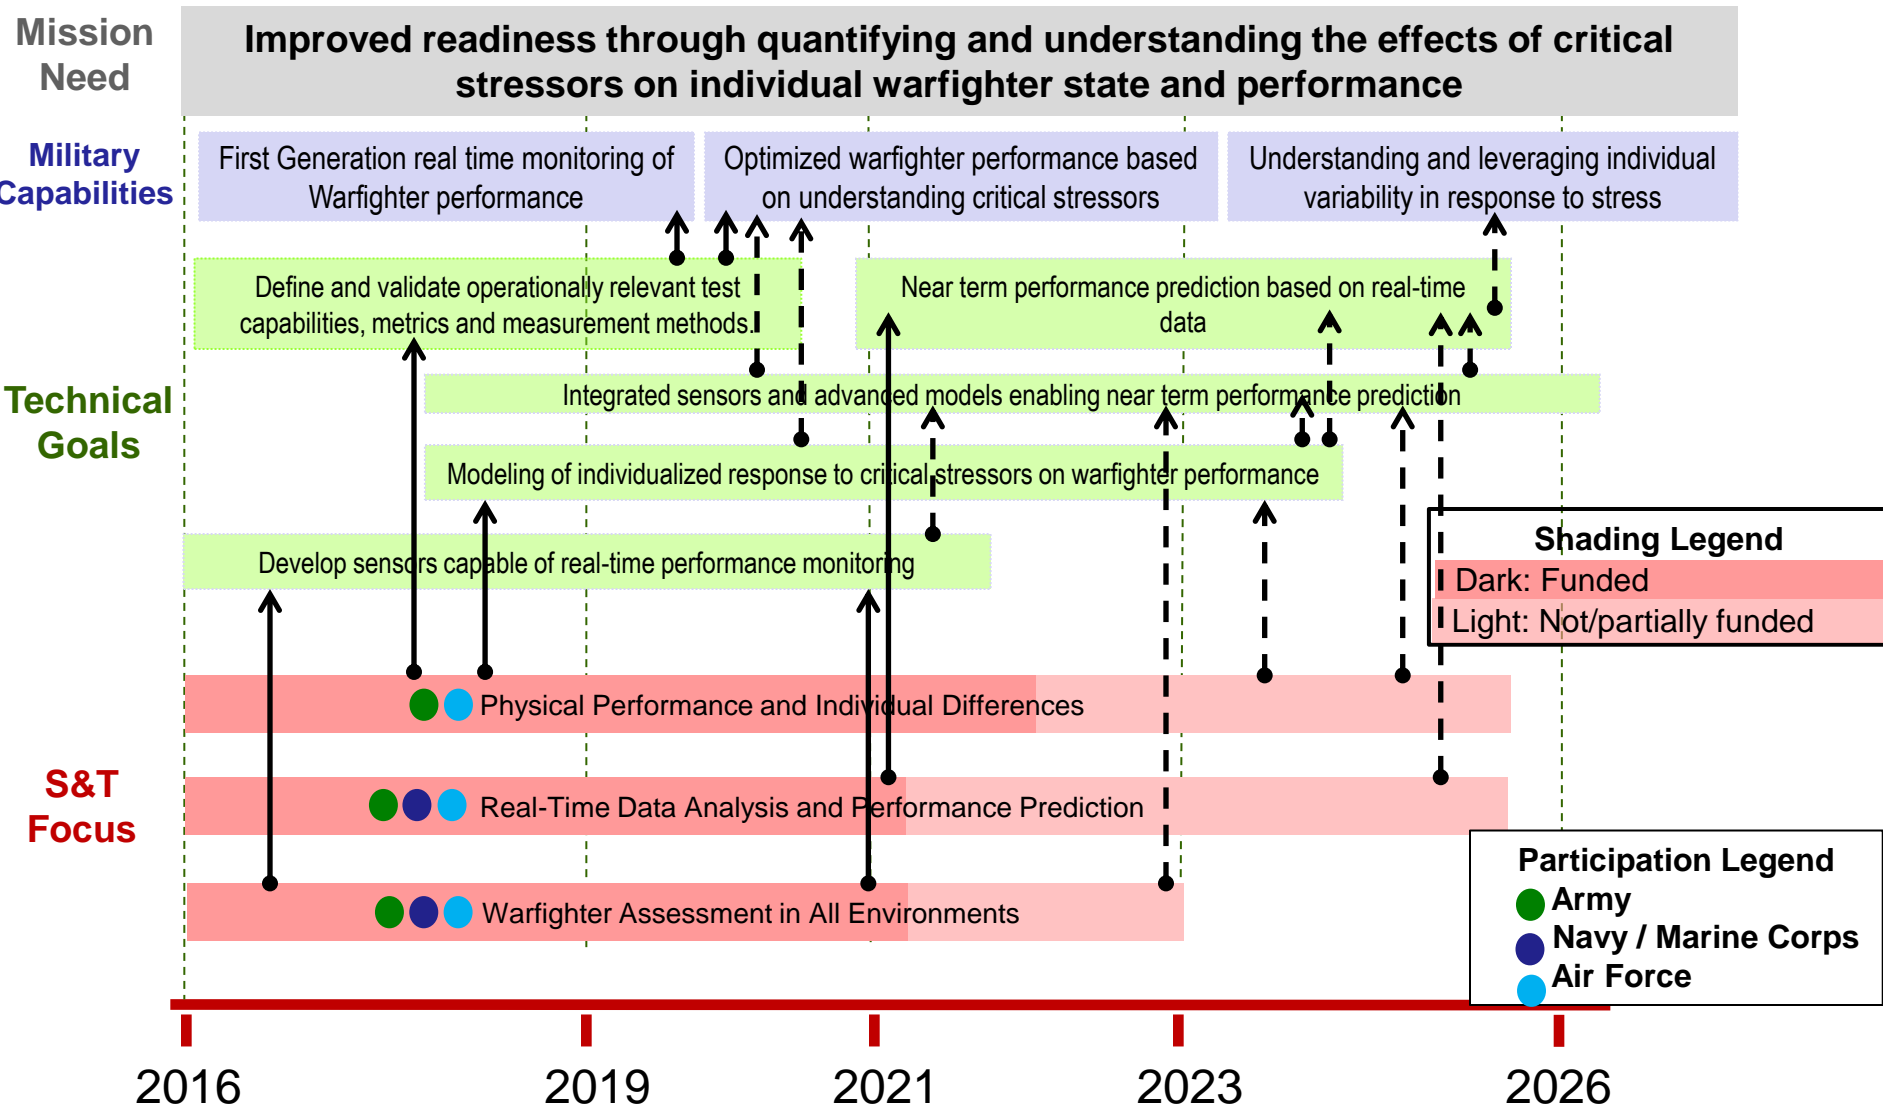 Mission
Need
Improved readiness through quantifying and understanding the effects of critical
stressors on individual warfighter state and performance
Military
Capabilities
First Generation real time monitoring of
Warfighter performance
Optimized warfighter performance based
on understanding critical stressors
Understanding and leveraging individual
variability in response to stress
Technical
Goals
Define and validate operationally relevant test
capabilities, metrics and measurement methods.
Near term performance prediction based on real-time
data
Integrated sensors and advanced models enabling near term performance prediction
Modeling of individualized response to critical stressors on warfighter performance
Develop sensors capable of real-time performance monitoring
Shading Legend
Dark: Funded
Light: Not/partially funded
S&T
Focus
Physical Performance and Individual Differences
Real-Time Data Analysis and Performance Prediction
Warfighter Assessment in All Environments
Participation Legend
Army
Navy / Marine Corps
Air Force
2016
2019
2021
2023
2026